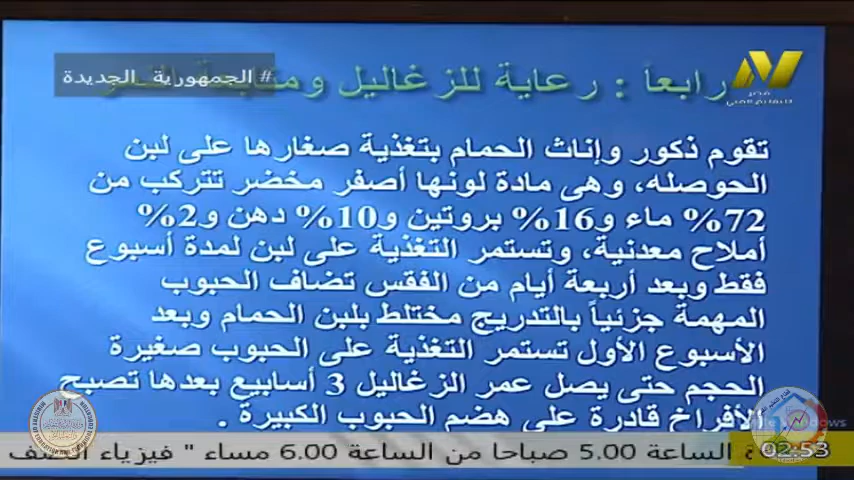 # الجمهورية الجديدة
رابعاً : رعاية للزغاليل
مصر
للتعليم الفني
تقوم ذكور وإناث الحمام بتغذية صغارها على لبن
الحوصله، وهى مادة لونها أصفر مخضر تتركب من
72% ماء و16% بروتين و10% دهن و2%
أملاح معدنية، وتستمر التغذية على لبن لمدة أسبوع
فقط وبعد أربعة أيام من الفقس تضاف الحبوب
المهمة جزئياً بالتدريج مختلط بلبن الحمام وبعد
الأسبوع الأول تستمر التغذية على الحبوب صغيرة
الحجم حتى يصل عمر الزغاليل 3 أسابيع بعدها تصبح
الأفراخ قادرة على هضم الحبوب الكبيرة .
الساعة 5.00 صباحا من الساعة 6.00 مساء " فيزياء
02:53